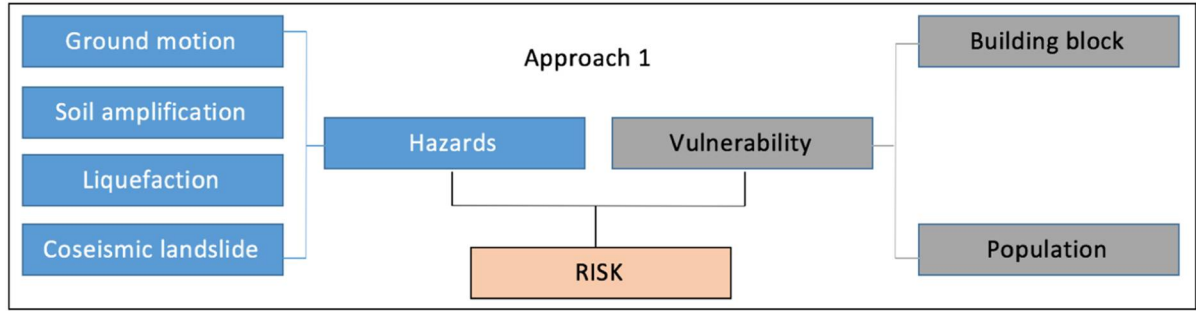 Ground motion
Soil amplification
Liquefaction
Coseismic landslide
Approach 1
Hazards
Vulnerability
RISK
Building block
Population